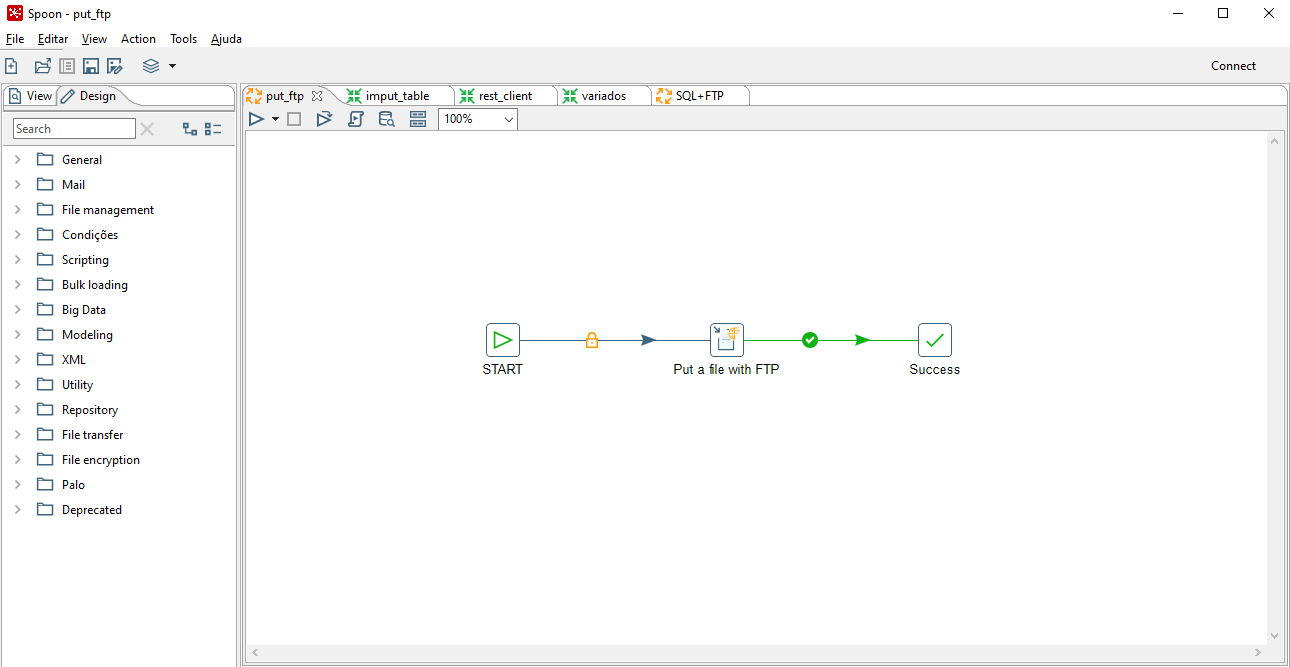 Spoon - put_ftp
File Editar View Action Tools Ajuda
Connect
View Design
put_ftp imput_table rest_client variados SQL+FTP
Search
100%
General
Mail
File management
Condições
Scripting
Bulk loading
Big Data
Modeling
XML
Utility
Repository
File transfer
File encryption
Palo
Deprecated
START Put a file with FTP Success